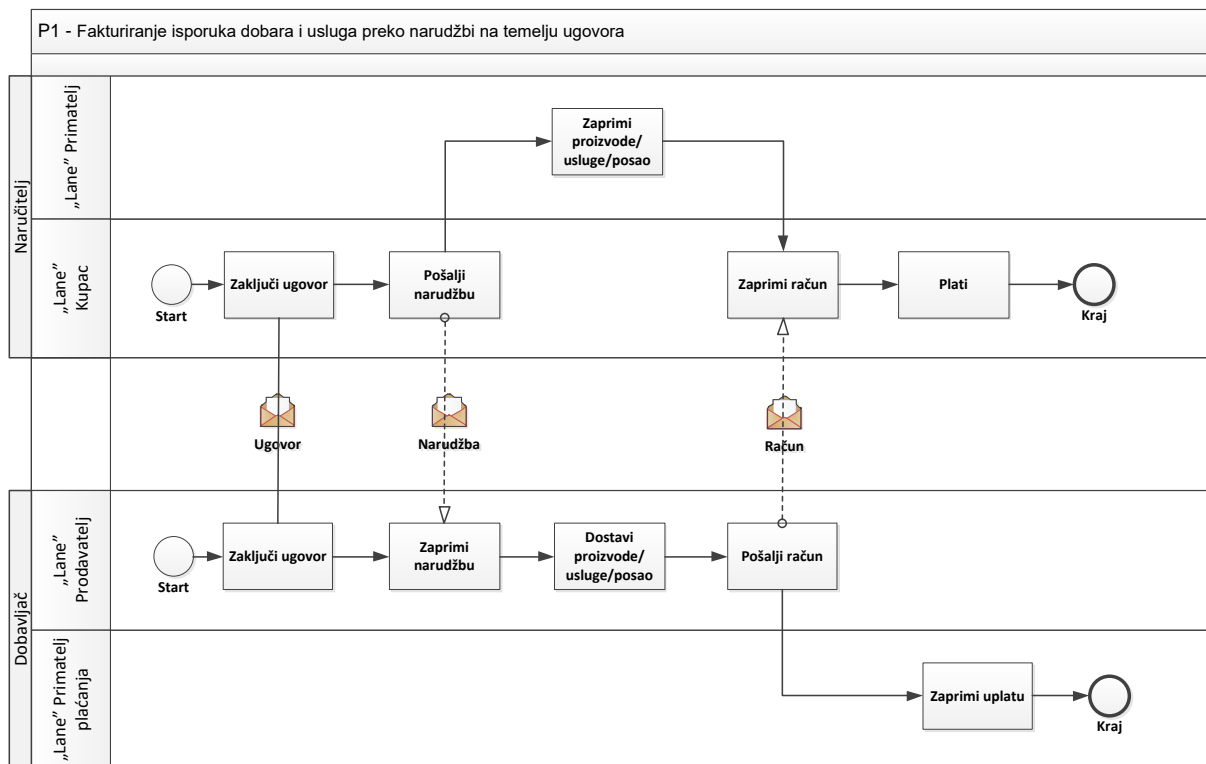 P1 - Fakturiranje isporuka dobara i usluga preko narudžbi na temelju ugovora
Naručitelj
„Lane” Primatelj
Zaprimi
proizvode/
usluge/posao
„Lane”
Kupac
Start
Zaključi ugovor
Pošalji
narudžbu
Zaprimi račun
Plati
Kraj
Ugovor
Narudžba
Račun
Dobavljač
„Lane”
Prodavatelj
Start
Zaključi ugovor
Zaprimi
narudžbu
Dostavi
proizvode/
usluge/posao
Pošalji račun
„Lane” Primatelj
plaćanja
Zaprimi uplatu
Kraj